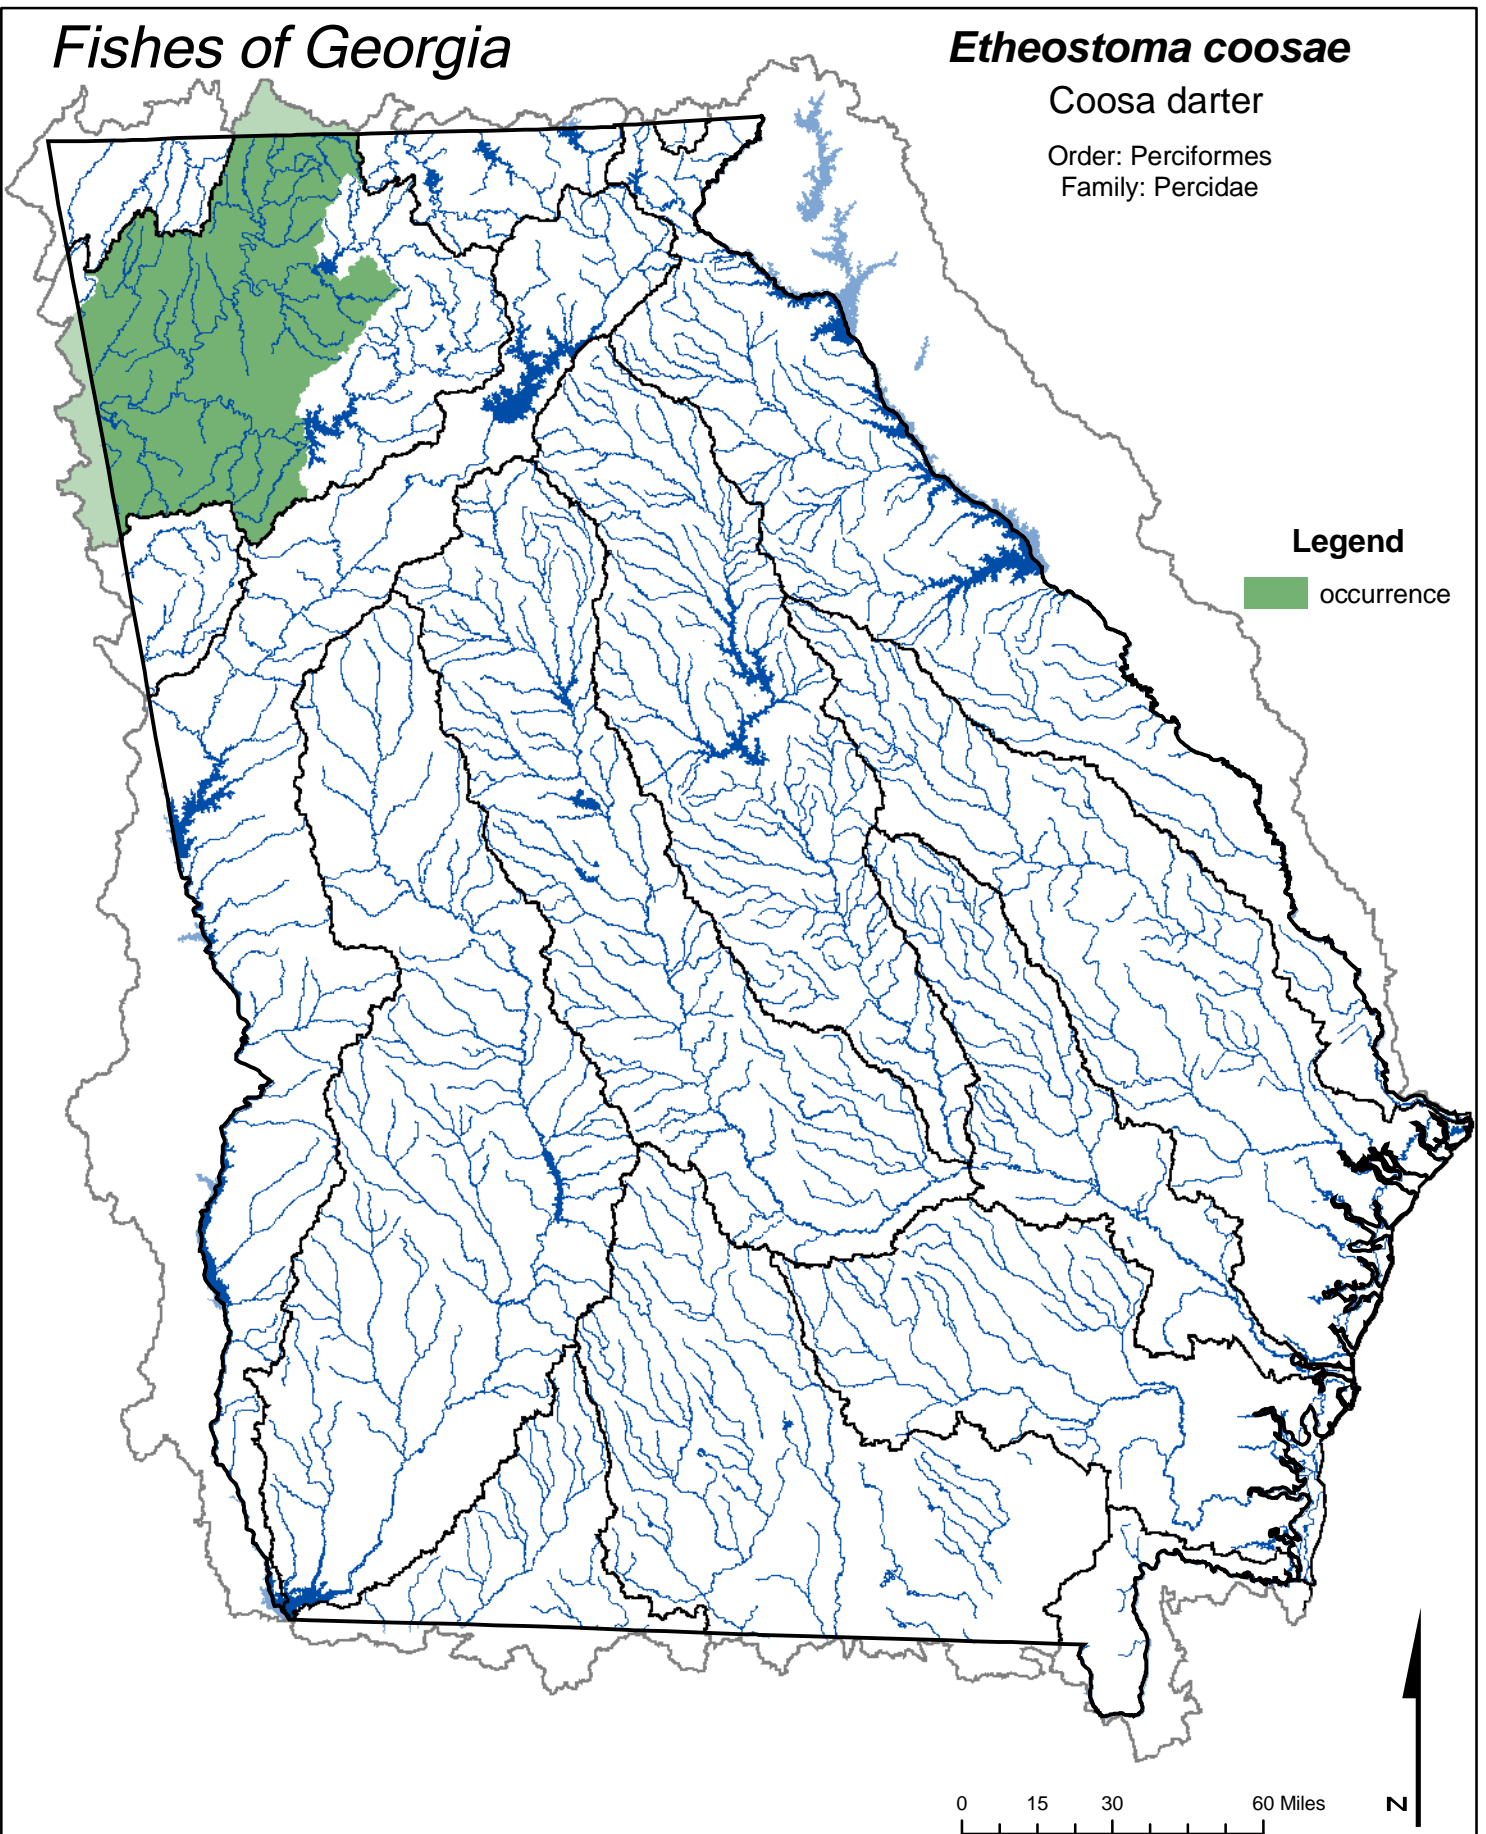 Fishes of Georgia
Etheostoma coosae
Coosa darter
Order: Perciformes
Family: Percidae
Legend
occurrence
0 15 30 60 Miles
N